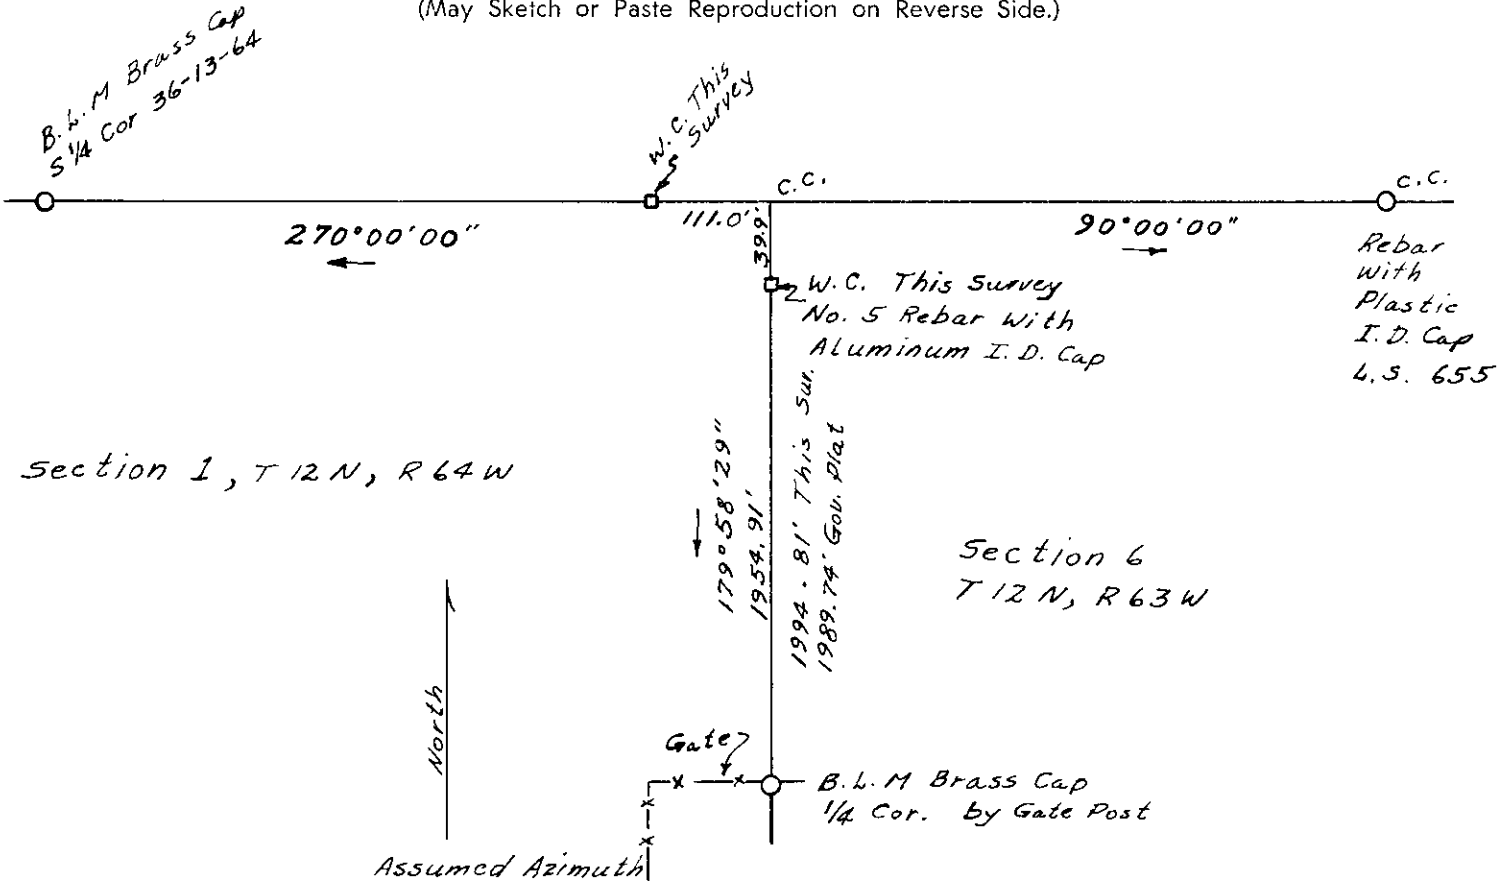 (May Sketch or Paste Reproduction on Reverse Side.)
B.L.M Brass Cap
S 1/4 Cor 36-13-64
W.C. This
Survey
C.C.
C.C.
111.0'
39.9'
270°00'00"
90°00'00"
Rebar
with
Plastic
I.D. Cap
L.S. 655
W.C. This Survey
No. 5 Rebar with
Aluminum I.D. Cap
Section 1, T 12 N, R 64 W
179°58'29"
1954.91'
1994.81' This Sur.
1989.74' Gov. Plat
Section 6
T 12 N, R 63 W
North
Gate
B.L.M Brass Cap
1/4 Cor. by Gate Post
Assumed Azimuth